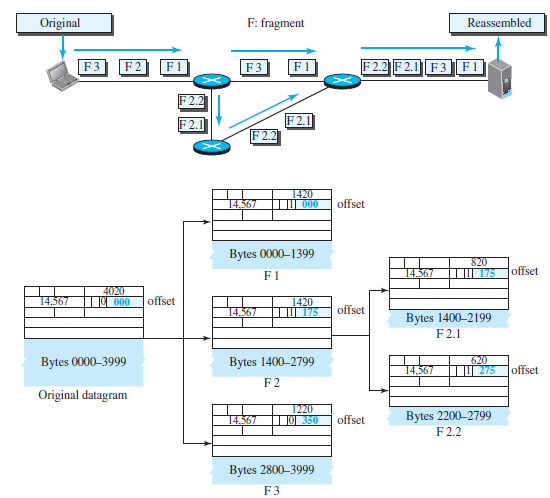 Original
F: fragment
Reassembled
F 3 F 2 F 1
F 3 F 1
F 2.2 F 2.1 F 3 F 1
F 2.2
F 2.1
F 2.1
F 2.2
1420
14,567 1 000 offset
Bytes 0000–1399
F 1
4020
14,567 0 000 offset
Bytes 0000–3999
Original datagram
1420
14,567 1 175 offset
Bytes 1400–2799
F 2
820
14,567 1 175 offset
Bytes 1400–2199
F 2.1
620
14,567 1 275 offset
Bytes 2200–2799
F 2.2
1220
14,567 0 350 offset
Bytes 2800–3999
F 3